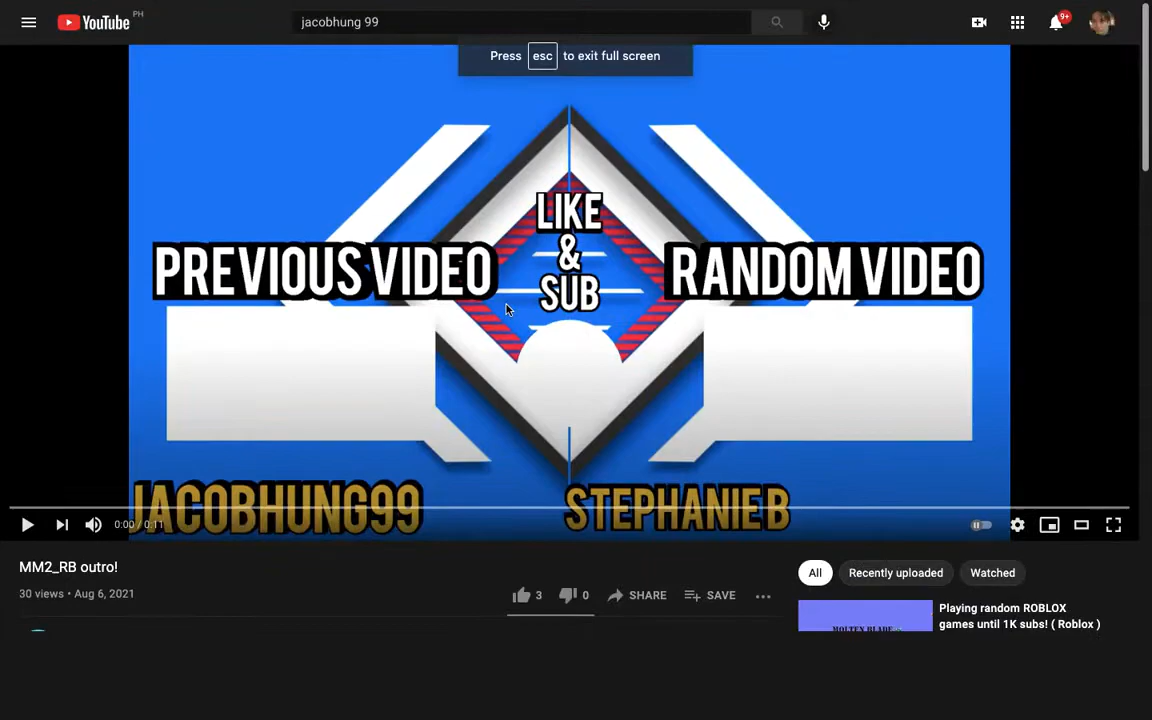 YouTube PH
jacobhung 99
9+
Press esc to exit full screen
LIKE
&
SUB
PREVIOUS VIDEO
RANDOM VIDEO
JACOBHUNG99
STEPHANIEB
0:00 / 0:11
MM2_RB outro!
30 views • Aug 6, 2021
3
0
SHARE
SAVE
All
Recently uploaded
Watched
MOLTEN BLADE
Playing random ROBLOX
games until 1K subs! ( Roblox )